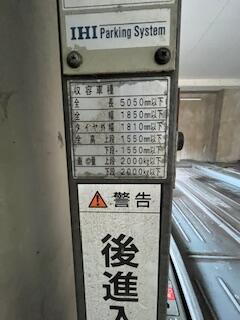 IHI Parking System
収容車種
全 長 5050mm以下
全 幅 1850mm以下
タイヤ外幅 1810mm以下
全 高 上段-1550mm以下
下段-1550mm以下
重 量 上段-2000kg以下
下段-2000kg以下
警告
後進入